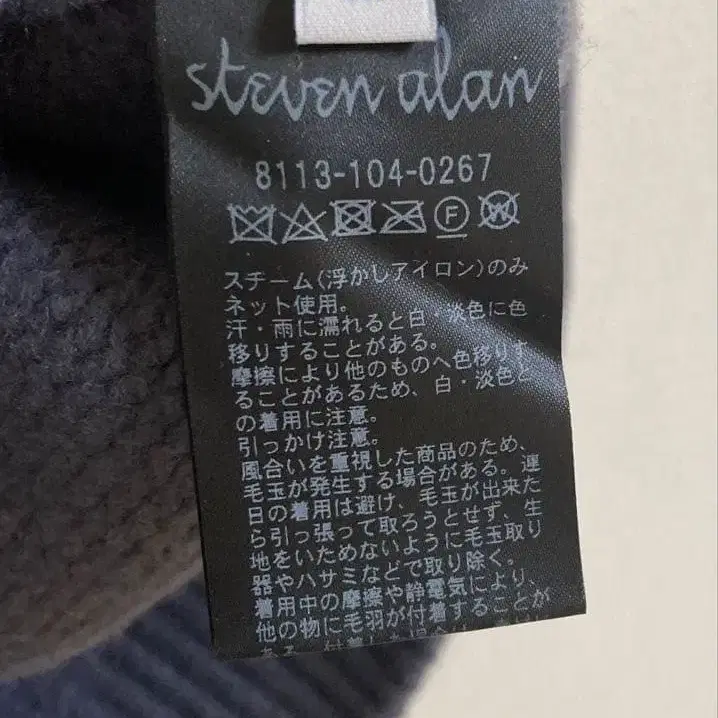 steven alan
8113-104-0267
F W
スチーム(浮かしアイロン)のみ
ネット使用。
汗・雨に濡れると白・淡色に色
移りすることがある。
摩擦により他のものへ色移りす
ることがあるため、白・淡色と
の着用に注意。
引っかけ注意。
風合いを重視した商品のため、
毛玉が発生する場合がある。連
日の着用は避け、毛玉が出来た
ら引っ張って取ろうとせず、生
地をいためないように毛玉取り
器やハサミなどで取り除く。
着用中の摩擦や静電気により、
他の物に毛羽が付着することが